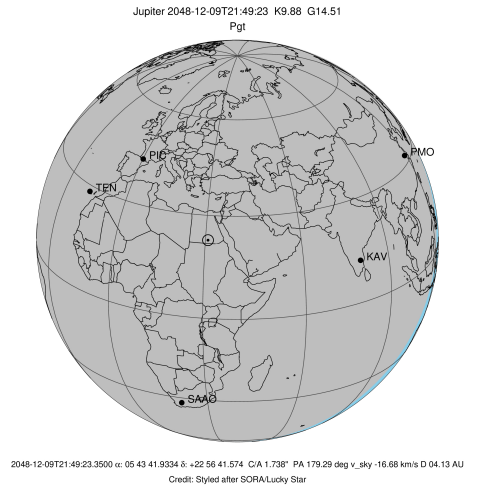 Jupiter 2048-12-09T21:49:23 K9.88 G14.51
Pgt
PIC
PMO
TEN
KAV
SAAO
2048-12-09T21:49:23.3500 α: 05 43 41.9334 δ: +22 56 41.574 C/A 1.738" PA 179.29 deg v_sky -16.68 km/s D 04.13 AU
Credit: Styled after SORA/Lucky Star